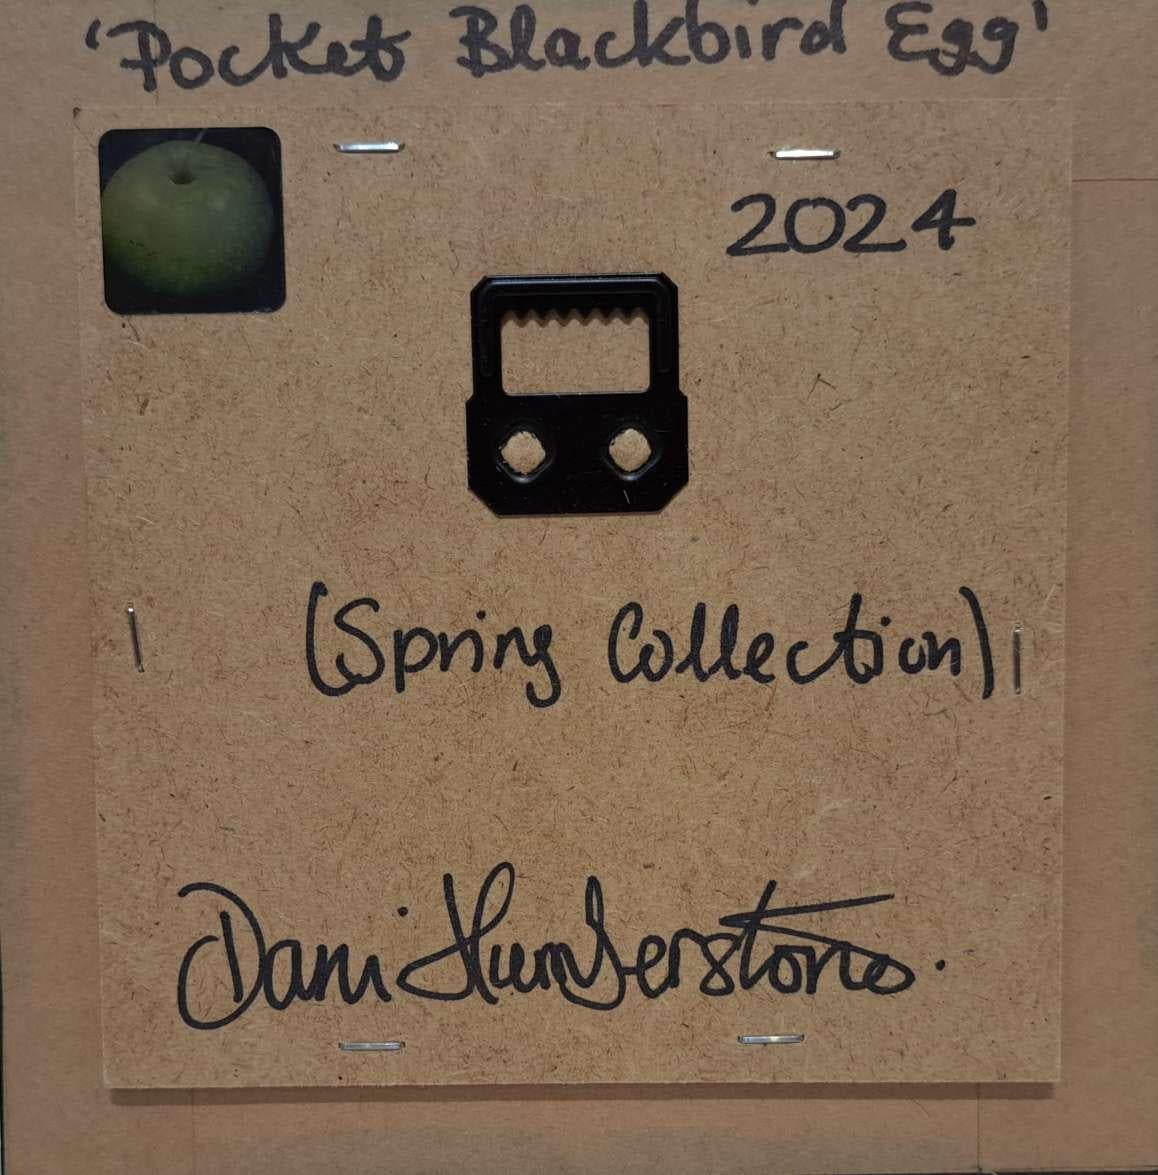 'Pocket Blackbird Egg'
2024
(Spring Collection)
Dani Humberstone.